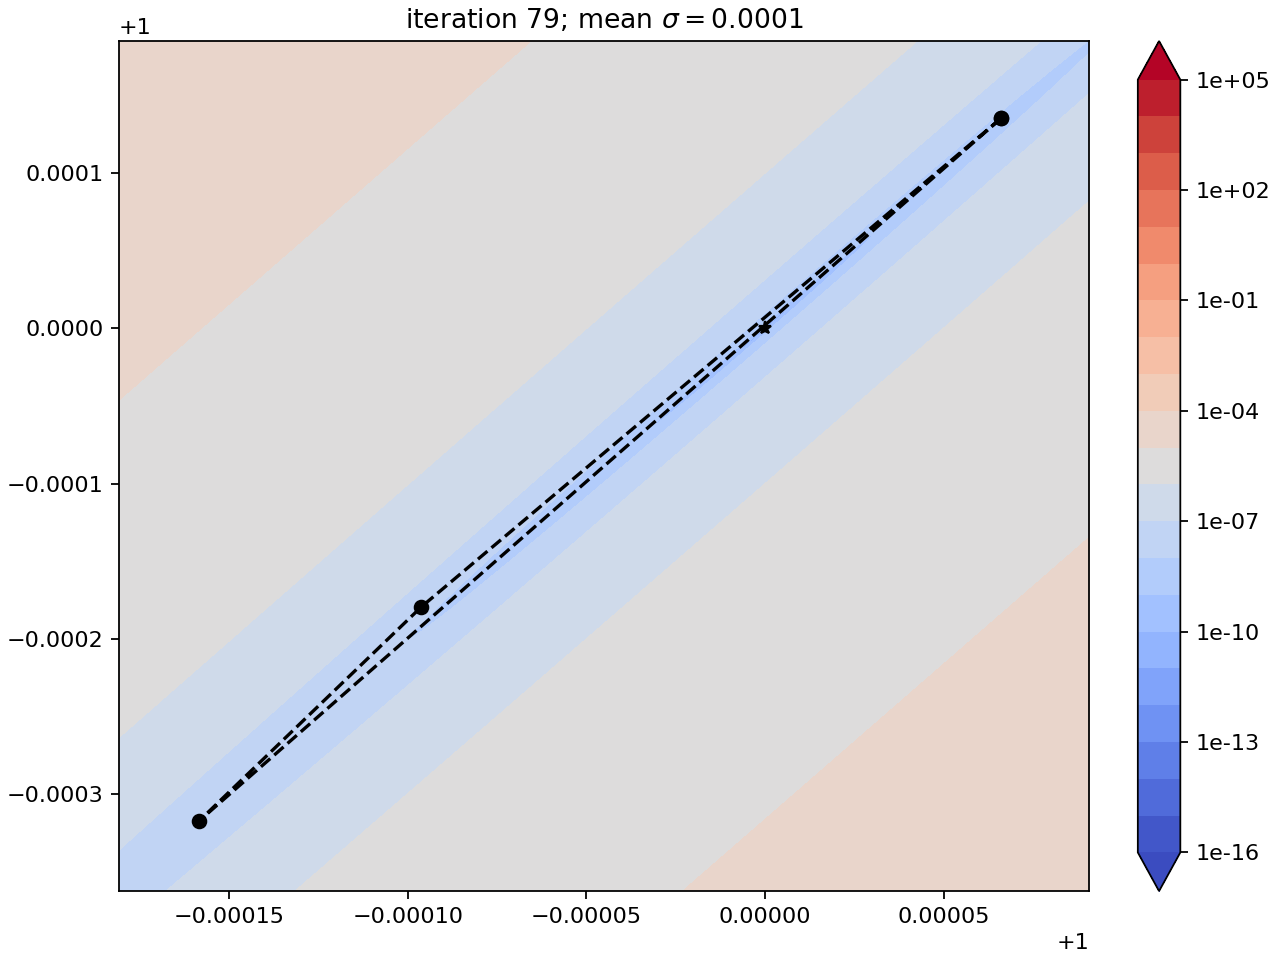 iteration 79; mean σ = 0.0001
+1
0.0001
0.0000
−0.0001
−0.0002
−0.0003
−0.00015
−0.00010
−0.00005
0.00000
0.00005
+1
1e+05
1e+02
1e-01
1e-04
1e-07
1e-10
1e-13
1e-16